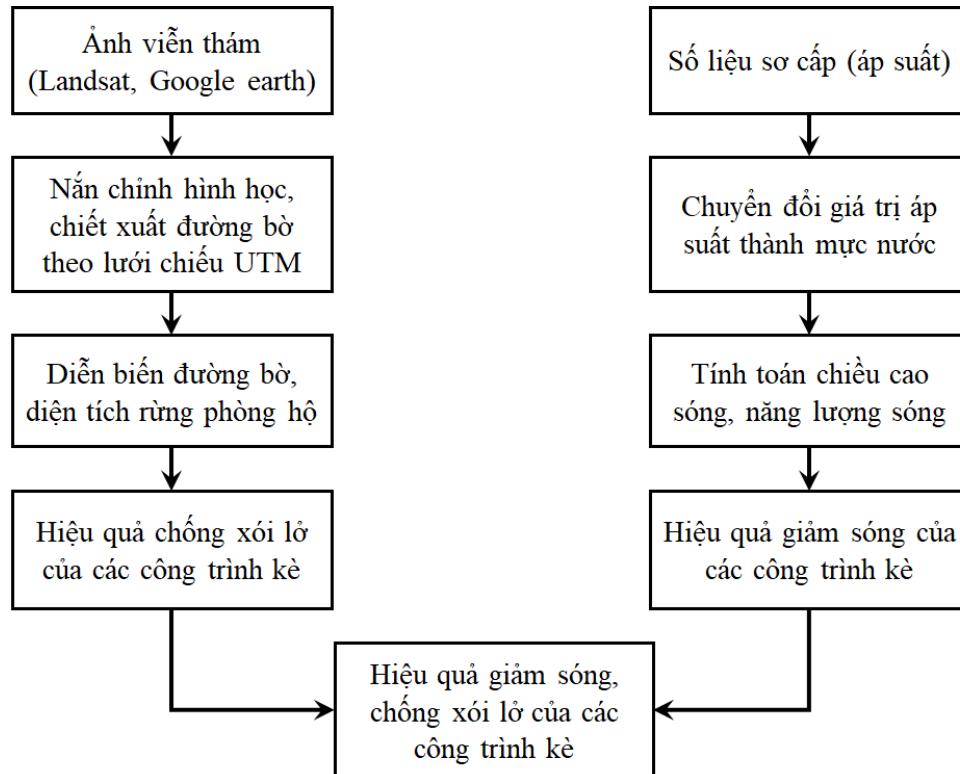 Ảnh viễn thám
(Landsat, Google earth)
Nắn chỉnh hình học,
chiết xuất đường bờ
theo lưới chiếu UTM
Diễn biến đường bờ,
diện tích rừng phòng hộ
Hiệu quả chống xói lở
của các công trình kè
Số liệu sơ cấp (áp suất)
Chuyển đổi giá trị áp
suất thành mực nước
Tính toán chiều cao
sóng, năng lượng sóng
Hiệu quả giảm sóng của
các công trình kè
Hiệu quả giảm sóng,
chống xói lở của các
công trình kè